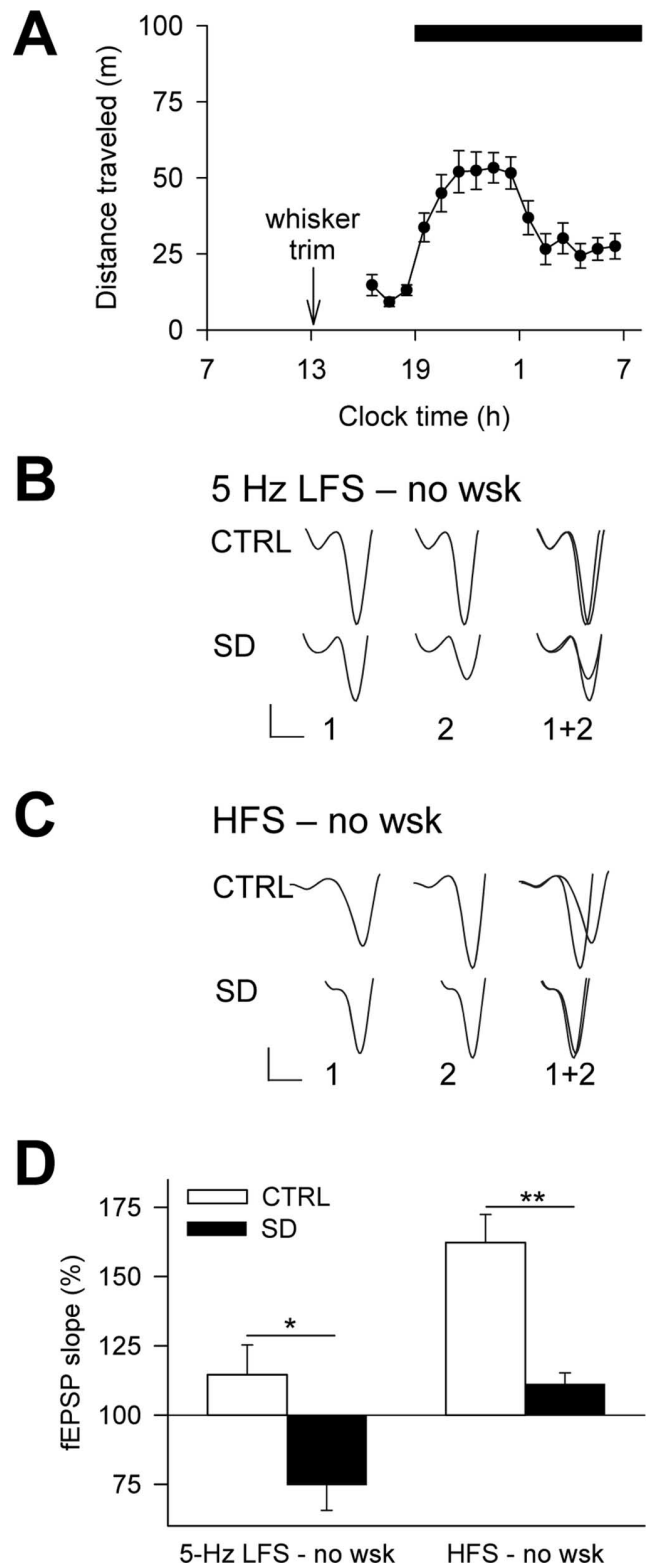 A
Distance traveled (m)
100
75
50
25
0
whisker
trim
7 13 19 1 7
Clock time (h)
B
5 Hz LFS – no wsk
CTRL
SD
1 2 1+2
C
HFS – no wsk
CTRL
SD
1 2 1+2
D
fEPSP slope (%)
175
150
125
100
75
CTRL
SD
*
**
5-Hz LFS - no wsk HFS - no wsk